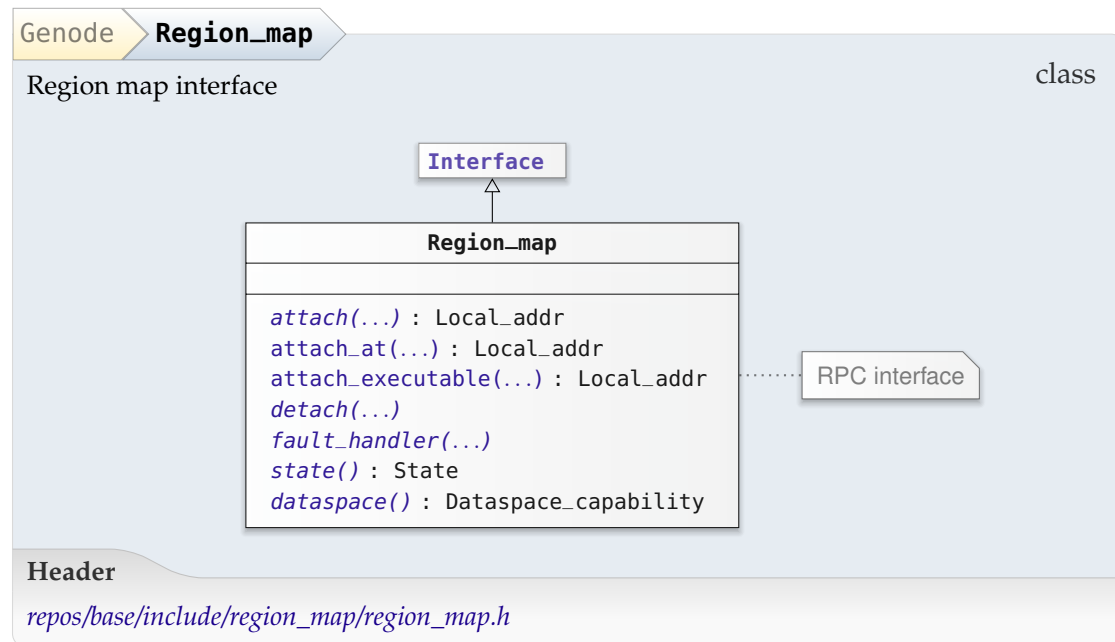 Genode Region_map
class
Region map interface
Interface
Region_map
attach(...) : Local_addr
attach_at(...) : Local_addr
attach_executable(...) : Local_addr
RPC interface
detach(...)
fault_handler(...)
state() : State
dataspace() : Dataspace_capability
Header
repos/base/include/region_map/region_map.h